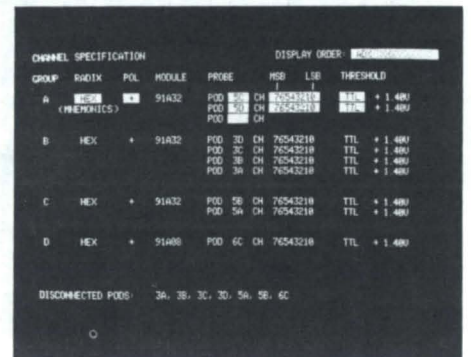 CHANNEL SPECIFICATION DISPLAY ORDER:
GROUP RADIX POL MODULE PROBE MSB LSB THRESHOLD
A HEX + 91A32 POD 5C CH 76543210 TTL + 1.40V
(MNEMONICS) POD 5D CH 76543210 TTL + 1.40V
POD CH
B HEX + 91A32 POD 3D CH 76543210 TTL + 1.40V
POD 3C CH 76543210 TTL + 1.40V
POD 3B CH 76543210 TTL + 1.40V
POD 3A CH 76543210 TTL + 1.40V
C HEX + 91A32 POD 5B CH 76543210 TTL + 1.40V
POD 5A CH 76543210 TTL + 1.40V
D HEX + 91A08 POD 6C CH 76543210 TTL + 1.40V
DISCONNECTED PODS: 3A, 3B, 3C, 3D, 5A, 5B, 6C